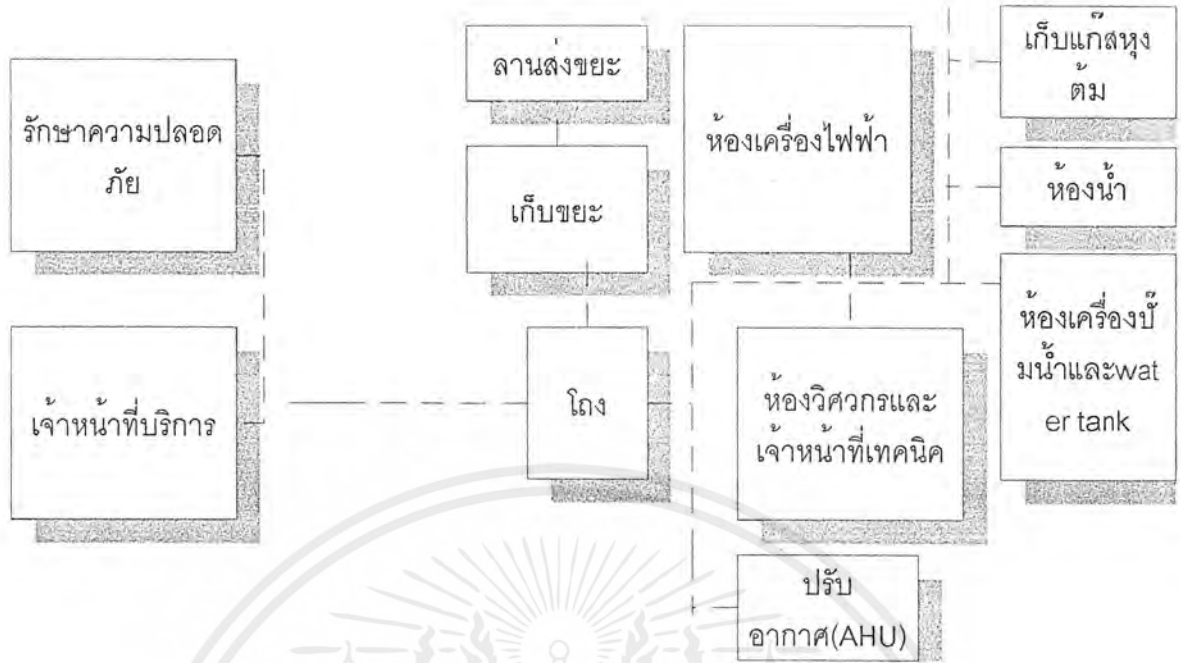 รักษาความปลอด
ภัย
เจ้าหน้าที่บริการ
ลานส่งขยะ
เก็บขยะ
โถง
ห้องเครื่องไฟฟ้า
ห้องวิศวกรและ
เจ้าหน้าที่เทคนิค
ปรับ
อากาศ(AHU)
เก็บแก๊สหุง
ต้ม
ห้องน้ำ
ห้องเครื่องปั๊
มน้ำและwat
er tank